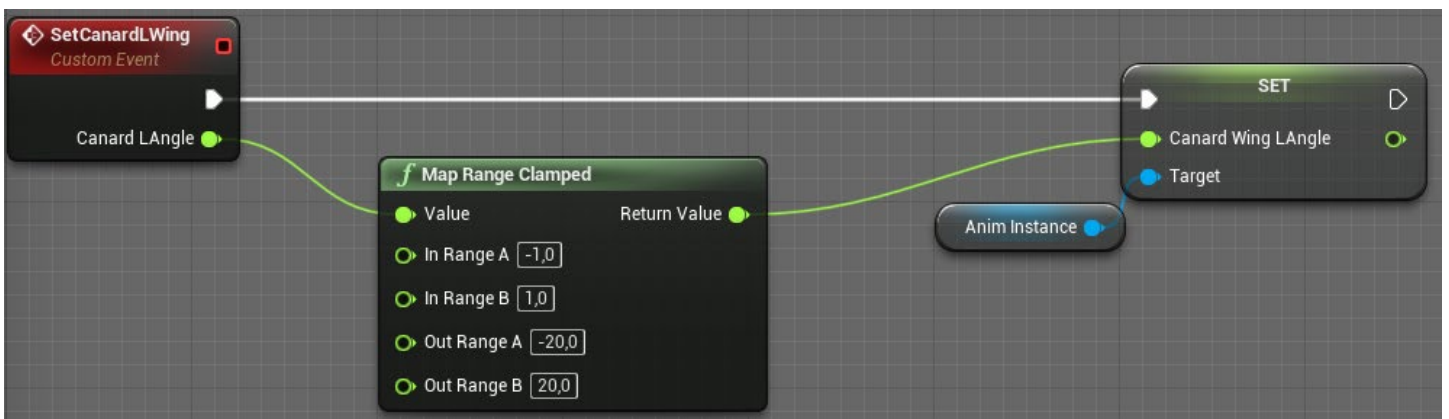 SetCanardLWing
Custom Event
Canard LAngle
f Map Range Clamped
Value Return Value
In Range A -1,0
In Range B 1,0
Out Range A -20,0
Out Range B 20,0
Anim Instance
SET
Canard Wing LAngle
Target